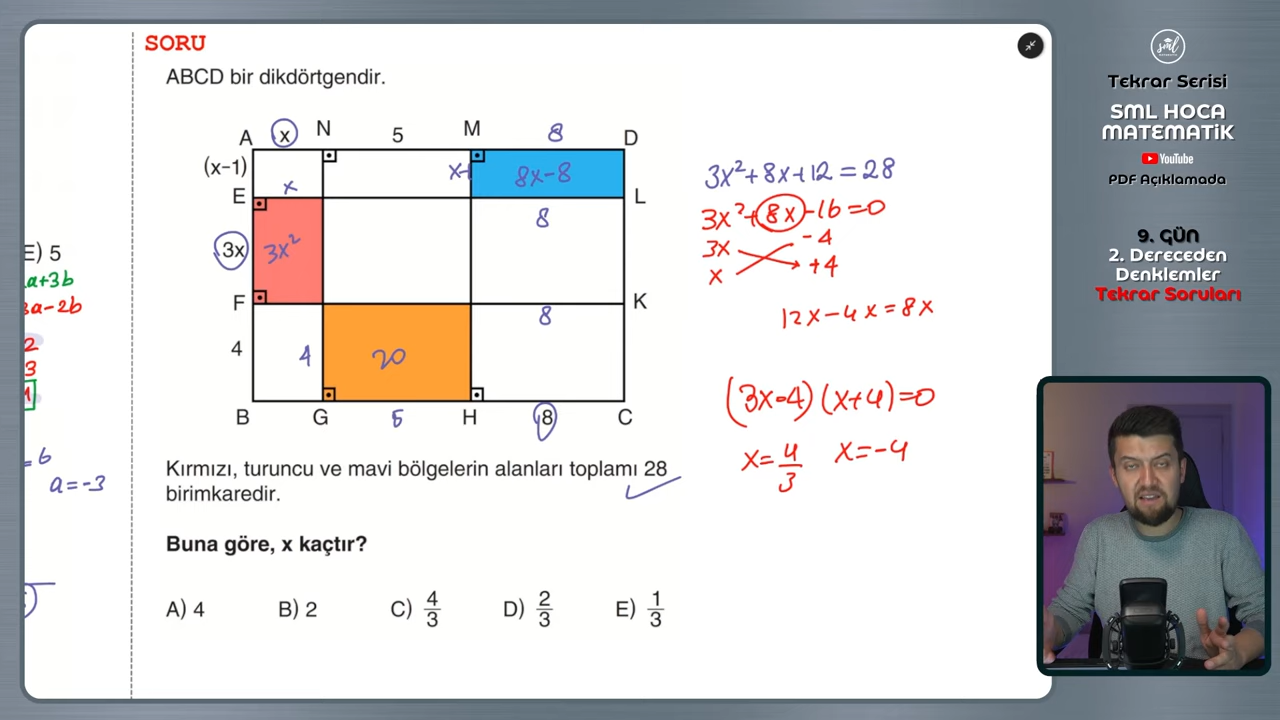 SORU
ABCD bir dikdörtgendir.
A x N 5 M 8 D
(x-1) x-1 8x-8
E x L
8
3x 3x²
F K
8
4 4 20
B G 5 H 8 C
Kırmızı, turuncu ve mavi bölgelerin alanları toplamı 28
birimkaredir.
Buna göre, x kaçtır?
A) 4 B) 2 C) 4/3 D) 2/3 E) 1/3
3x²+8x+12=28
3x²+8x-16=0
3x -4
x +4
12x-4x=8x
(3x-4)(x+4)=0
x=4/3 x=-4
E) 5
a+3b
3a-2b
2
3
=6
a=-3
sml
Tekrar Serisi
SML HOCA
MATEMATİK
YouTube
PDF Açıklamada
9. GÜN
2. Dereceden
Denklemler
Tekrar Soruları